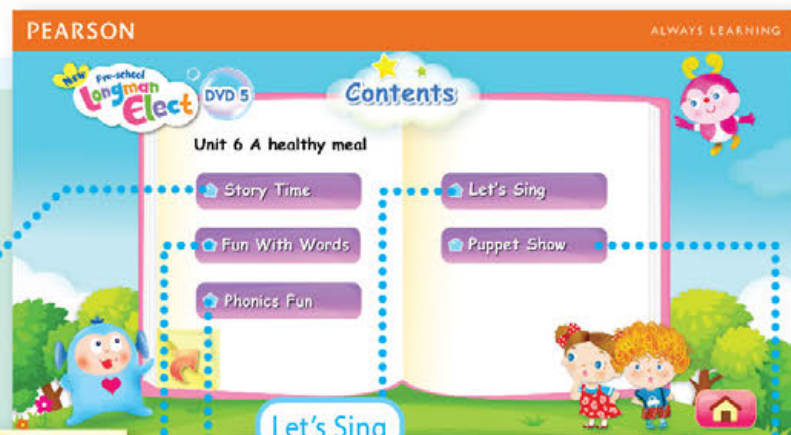 PEARSON
ALWAYS LEARNING
New Pre-school
Longman
Elect
DVD 5
Contents
Unit 6 A healthy meal
Story Time
Let's Sing
Fun With Words
Puppet Show
Phonics Fun
Let's Sing